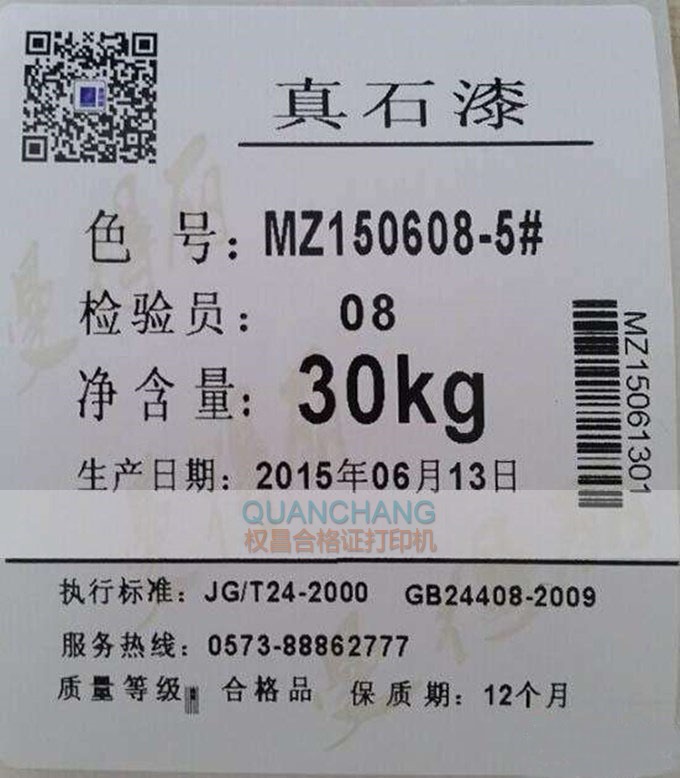 真石漆
色 号：MZ150608-5#
检验员： 08
净含量：30kg
生产日期：2015年06月13日
MZ15061301
QUANCHANG
权昌合格证打印机
执行标准：JG/T24-2000 GB24408-2009
服务热线：0573-88862777
质量等级 合格品 保质期：12个月